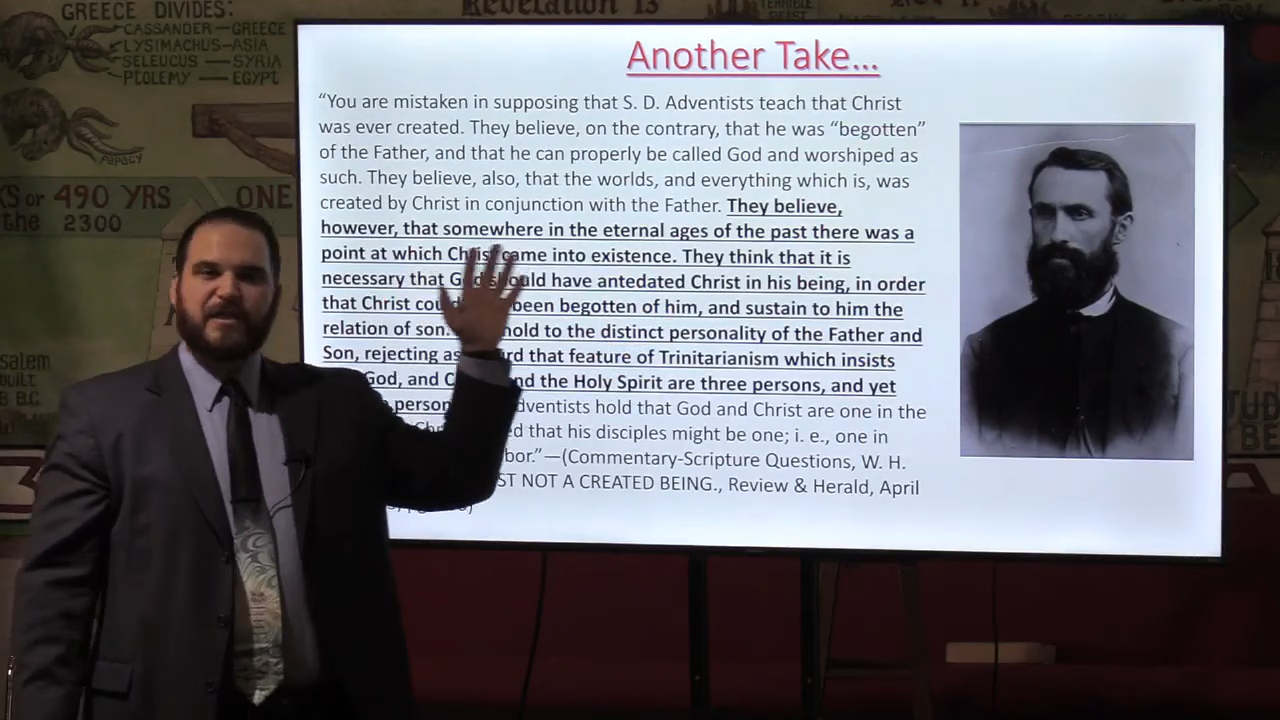 GREECE DIVIDES:
CASSANDER — GREECE
LYSIMACHUS - ASIA
SELEUCUS — SYRIA
PTOLEMY — EGYPT
PAPACY
Revelation 13
TERRIBLE
BEAST
OR 490 YRS
the 2300
ONE
salem
built
B.C.
Another Take...
“You are mistaken in supposing that S. D. Adventists teach that Christ
was ever created. They believe, on the contrary, that he was “begotten”
of the Father, and that he can properly be called God and worshiped as
such. They believe, also, that the worlds, and everything which is, was
created by Christ in conjunction with the Father. They believe,
however, that somewhere in the eternal ages of the past there was a
point at which Christ came into existence. They think that it is
necessary that God should have antedated Christ in his being, in order
that Christ could been begotten of him, and sustain to him the
relation of son. hold to the distinct personality of the Father and
Son, rejecting as that feature of Trinitarianism which insists
God, and and the Holy Spirit are three persons, and yet
person dventists hold that God and Christ are one in the
that his disciples might be one; i. e., one in
bor.”—(Commentary-Scripture Questions, W. H.
ST NOT A CREATED BEING., Review & Herald, April